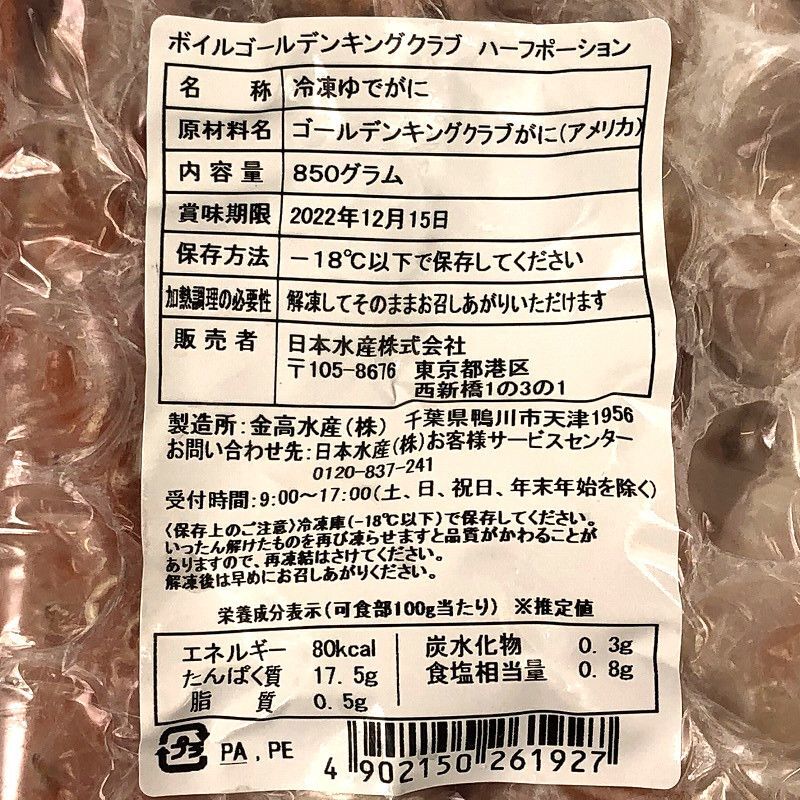 ボイルゴールデンキングクラブ ハーフポーション
名称 冷凍ゆでがに
原材料名 ゴールデンキングクラブがに(アメリカ)
内容量 850グラム
賞味期限 2022年12月15日
保存方法 −18℃以下で保存してください
加熱調理の必要性 解凍してそのままお召しあがりいただけます
販売者 日本水産株式会社
〒105-8676 東京都港区
西新橋1の3の1
製造所:金高水産(株) 千葉県鴨川市天津1956
お問い合わせ先:日本水産(株)お客様サービスセンター
0120-837-241
受付時間:9:00〜17:00(土、日、祝日、年末年始を除く)
〈保存上のご注意〉冷凍庫(-18℃以下)で保存してください。
いったん解けたものを再び凍らせますと品質がかわることが
ありますので、再凍結はさけてください。
解凍後は早めにお召しあがりください。
栄養成分表示(可食部100g当たり) ※推定値
エネルギー 80kcal 炭水化物 0.3g
たんぱく質 17.5g 食塩相当量 0.8g
脂質 0.5g
プラ PA,PE
4 902150 261927